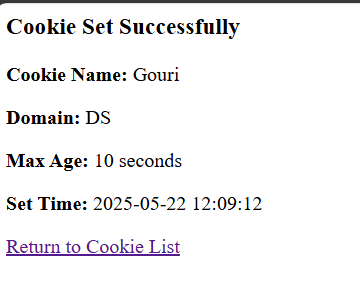 Cookie Set Successfully
Cookie Name: Gouri
Domain: DS
Max Age: 10 seconds
Set Time: 2025-05-22 12:09:12
Return to Cookie List